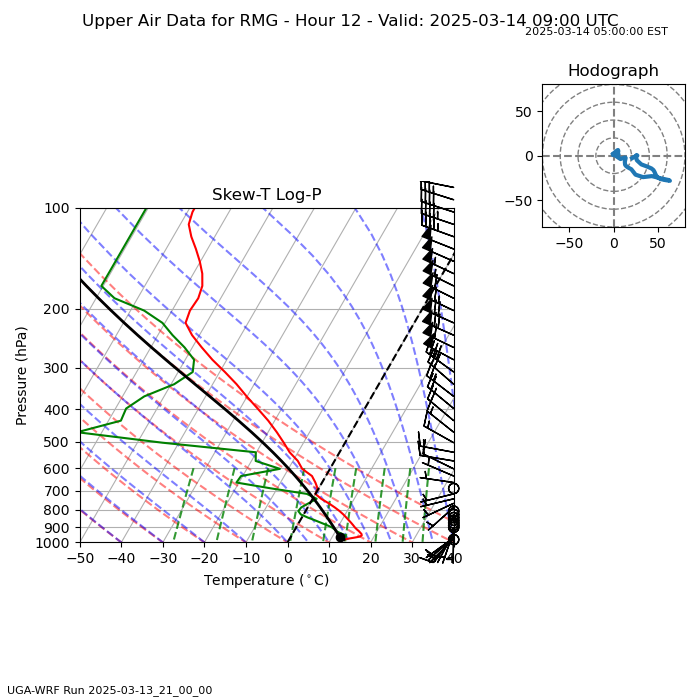 Upper Air Data for RMG - Hour 12 - Valid: 2025-03-14 09:00 UTC
2025-03-14 05:00:00 EST
Hodograph
50
0
−50
−50 0 50
Skew-T Log-P
100
200
300
400
500
600
700
800
900
1000
Pressure (hPa)
−50 −40 −30 −20 −10 0 10 20 30 40
Temperature (°C)
UGA-WRF Run 2025-03-13_21_00_00